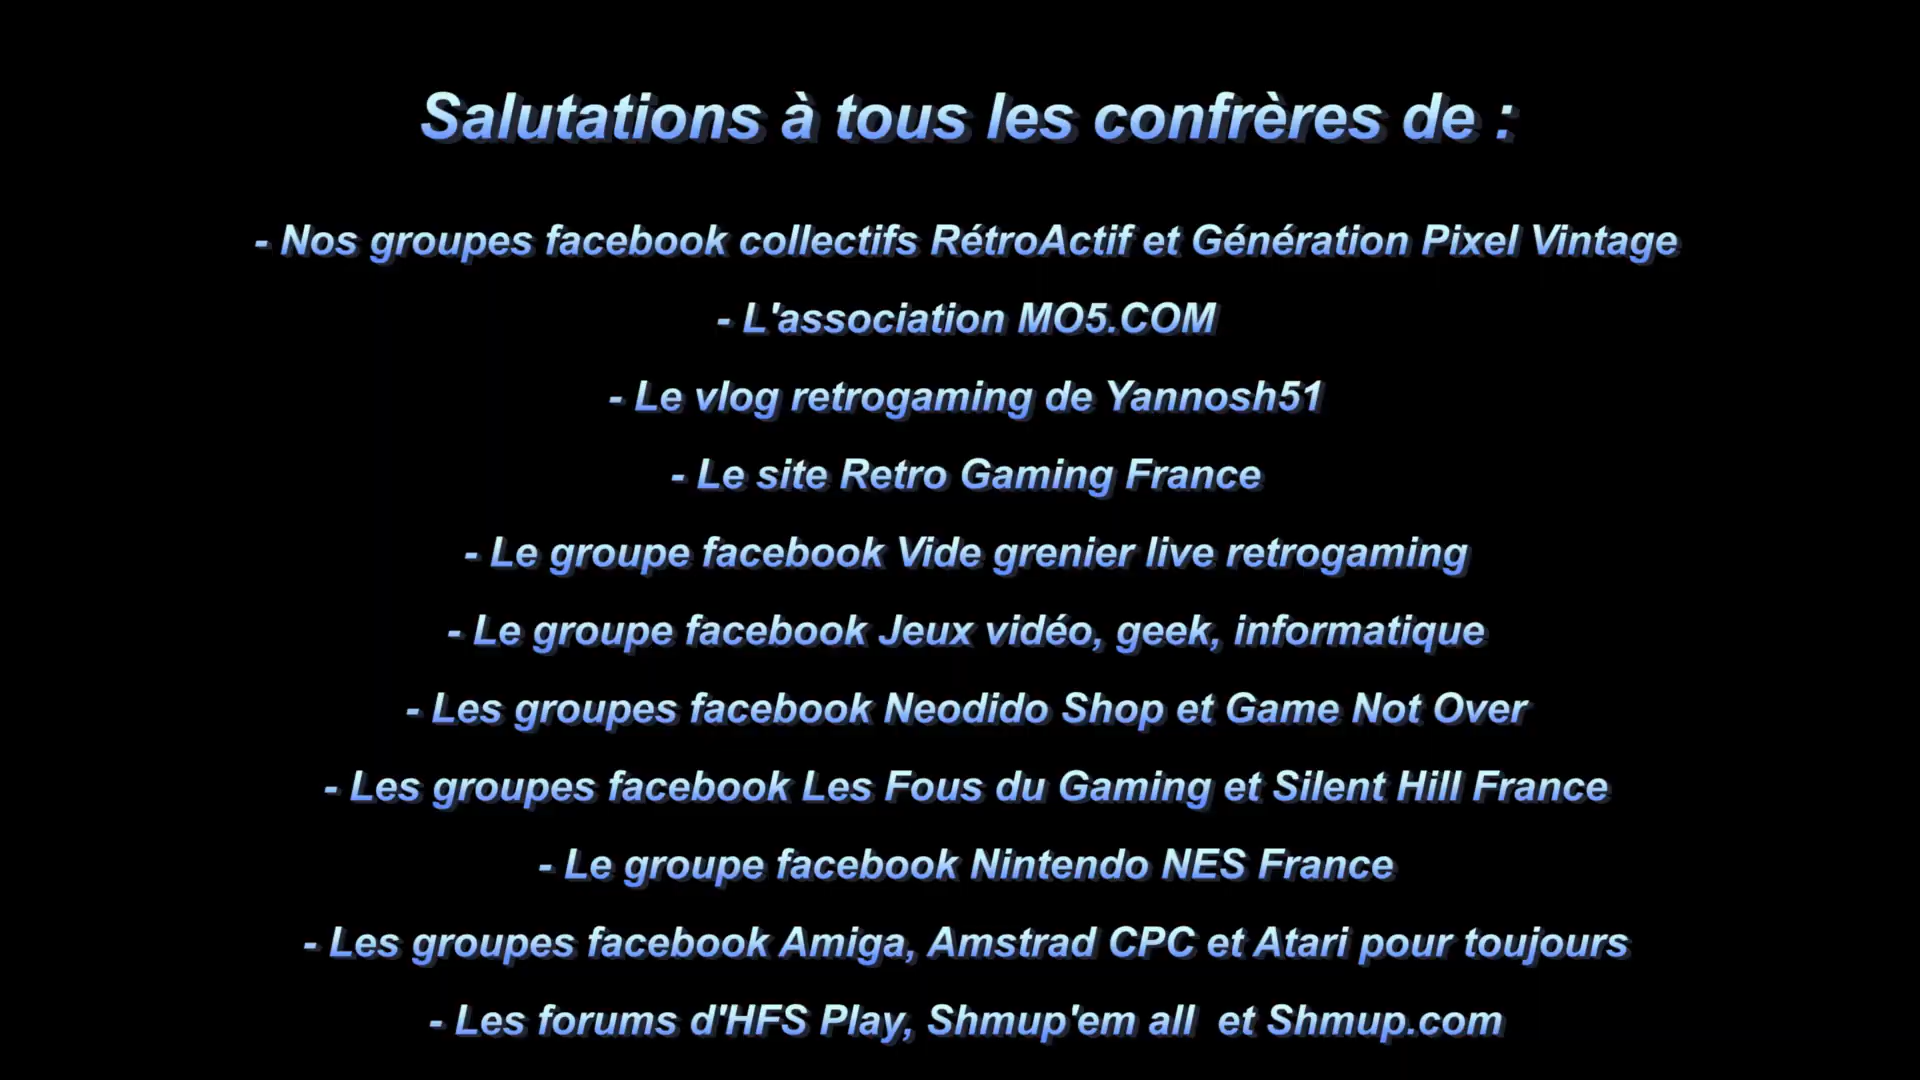 Salutations à tous les confrères de :
- Nos groupes facebook collectifs RétroActif et Génération Pixel Vintage
- L'association MO5.COM
- Le vlog retrogaming de Yannosh51
- Le site Retro Gaming France
- Le groupe facebook Vide grenier live retrogaming
- Le groupe facebook Jeux vidéo, geek, informatique
- Les groupes facebook Neodido Shop et Game Not Over
- Les groupes facebook Les Fous du Gaming et Silent Hill France
- Le groupe facebook Nintendo NES France
- Les groupes facebook Amiga, Amstrad CPC et Atari pour toujours
- Les forums d'HFS Play, Shmup'em all  et Shmup.com